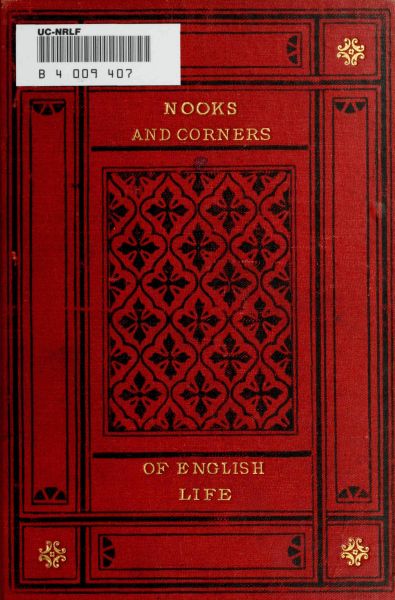 UC-NRLF
B 4 009 407
NOOKS
AND CORNERS
OF ENGLISH
LIFE